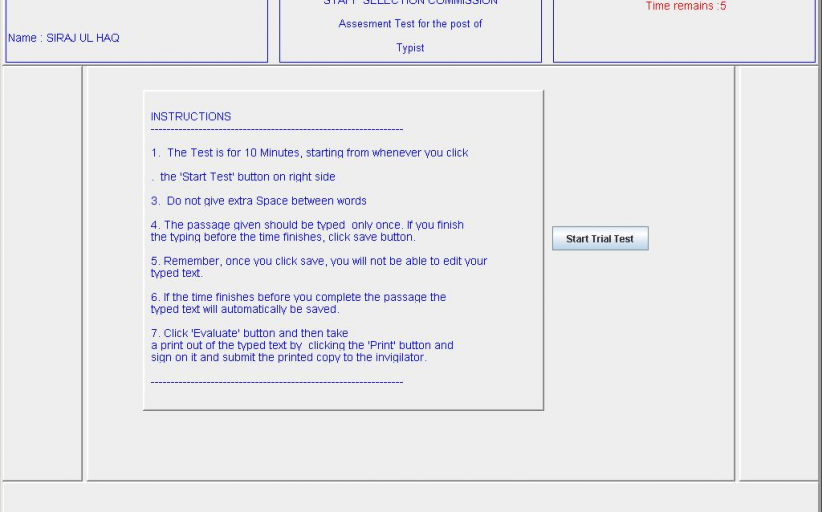 STAFF SELECTION COMMISSION
Time remains :5
Assesment Test for the post of
Name : SIRAJ UL HAQ
Typist
INSTRUCTIONS
---------------------------------------------------------------
1. The Test is for 10 Minutes, starting from whenever you click
. the 'Start Test' button on right side
3. Do not give extra Space between words
4. The passage given should be typed only once. If you finish
the typing before the time finishes, click save button.
Start Trial Test
5. Remember, once you click save, you will not be able to edit your
typed text.
6. If the time finishes before you complete the passage the
typed text will automatically be saved.
7. Click 'Evaluate' button and then take
a print out of the typed text by clicking the 'Print' button and
sign on it and submit the printed copy to the invigilator.
---------------------------------------------------------------